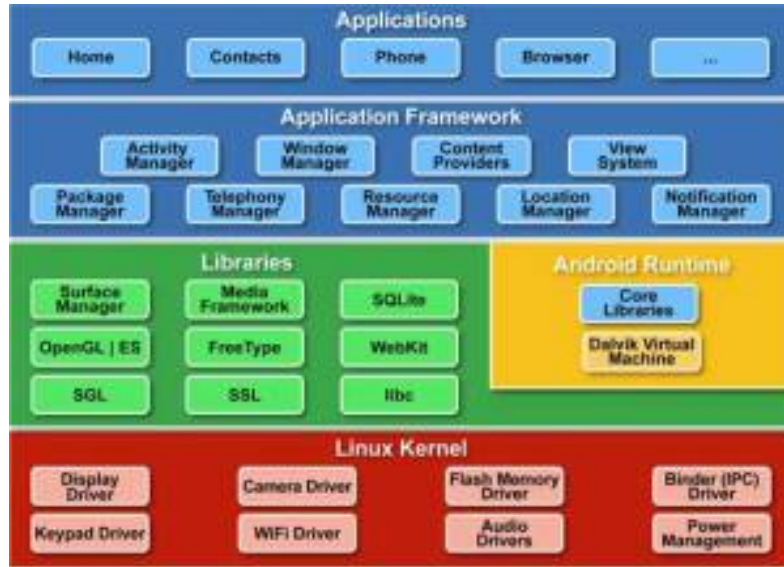 Applications
Home
Contacts
Phone
Browser
...
Application Framework
Activity
Manager
Window
Manager
Content
Providers
View
System
Package
Manager
Telephony
Manager
Resource
Manager
Location
Manager
Notification
Manager
Libraries
Surface
Manager
Media
Framework
SQLite
OpenGL | ES
FreeType
WebKit
SGL
SSL
libc
Android Runtime
Core
Libraries
Dalvik Virtual
Machine
Linux Kernel
Display
Driver
Camera Driver
Flash Memory
Driver
Binder (IPC)
Driver
Keypad Driver
WiFi Driver
Audio
Drivers
Power
Management